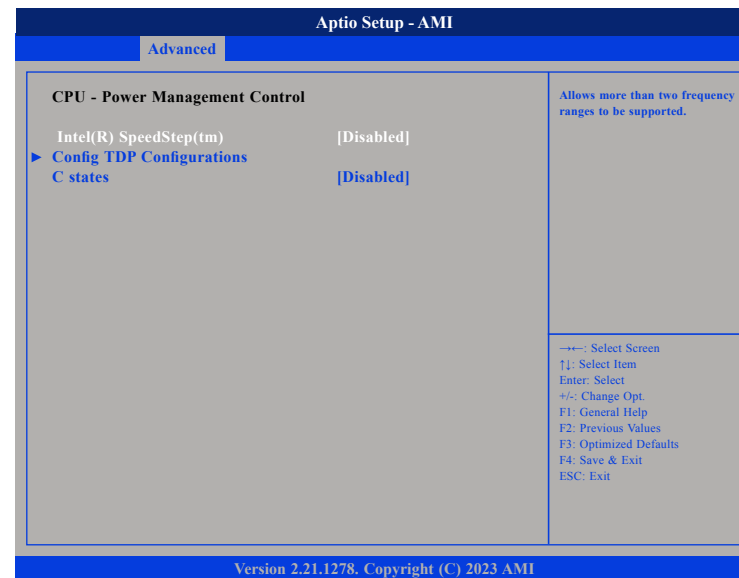 Aptio Setup - AMI
Advanced
CPU - Power Management Control
Intel(R) SpeedStep(tm) [Disabled]
► Config TDP Configurations
C states [Disabled]
Allows more than two frequency
ranges to be supported.
→←: Select Screen
↑↓: Select Item
Enter: Select
+/-: Change Opt.
F1: General Help
F2: Previous Values
F3: Optimized Defaults
F4: Save & Exit
ESC: Exit
Version 2.21.1278. Copyright (C) 2023 AMI